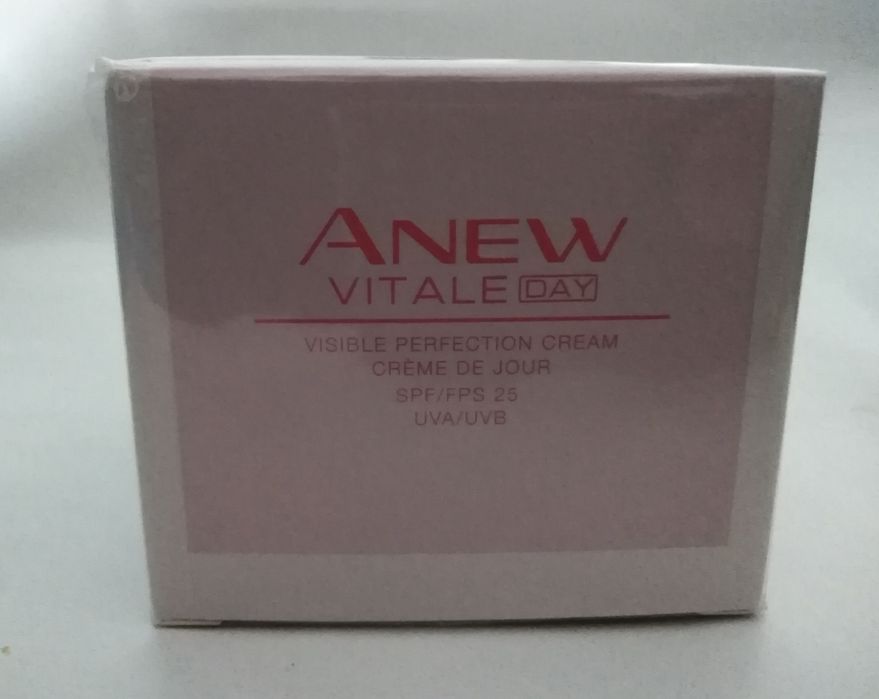 ANEW
VITALE DAY
VISIBLE PERFECTION CREAM
CRÈME DE JOUR
SPF/FPS 25
UVA/UVB